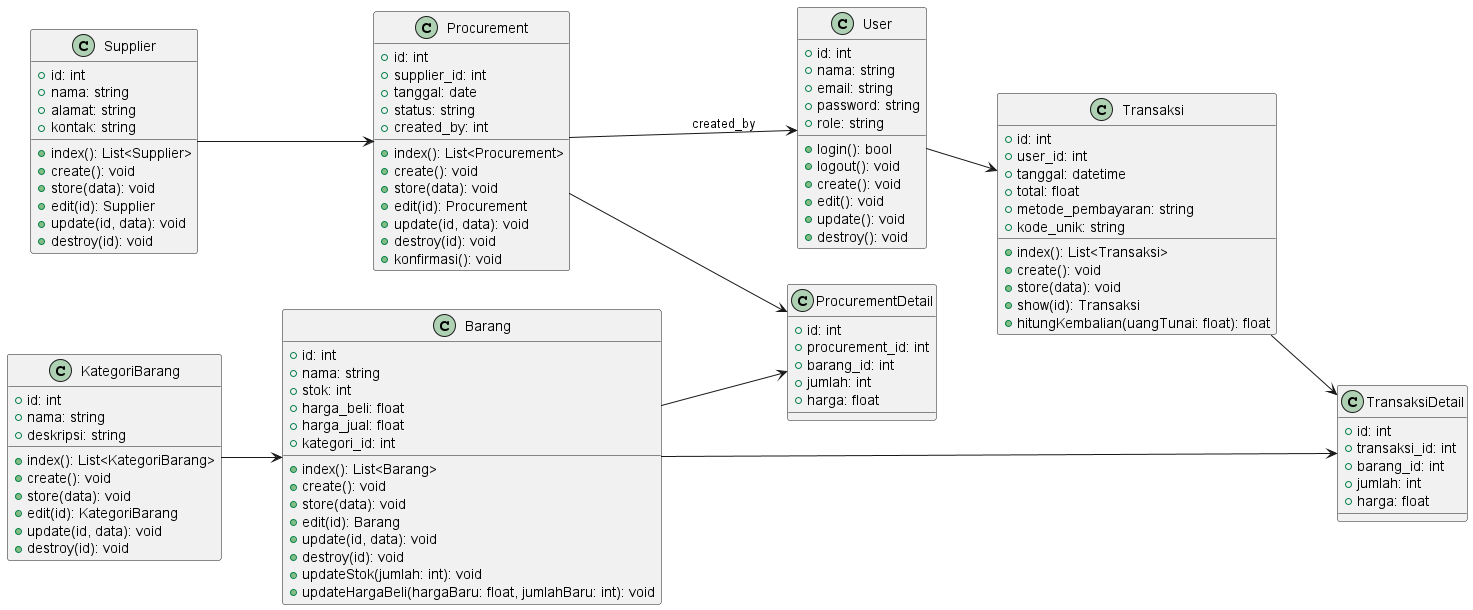 C Supplier
id: int
nama: string
alamat: string
kontak: string
index(): List<Supplier>
create(): void
store(data): void
edit(id): Supplier
update(id, data): void
destroy(id): void
C Procurement
id: int
supplier_id: int
tanggal: date
status: string
created_by: int
index(): List<Procurement>
create(): void
store(data): void
edit(id): Procurement
update(id, data): void
destroy(id): void
konfirmasi(): void
created_by
C User
id: int
nama: string
email: string
password: string
role: string
login(): bool
logout(): void
create(): void
edit(): void
update(): void
destroy(): void
C Transaksi
id: int
user_id: int
tanggal: datetime
total: float
metode_pembayaran: string
kode_unik: string
index(): List<Transaksi>
create(): void
store(data): void
show(id): Transaksi
hitungKembalian(uangTunai: float): float
C KategoriBarang
id: int
nama: string
deskripsi: string
index(): List<KategoriBarang>
create(): void
store(data): void
edit(id): KategoriBarang
update(id, data): void
destroy(id): void
C Barang
id: int
nama: string
stok: int
harga_beli: float
harga_jual: float
kategori_id: int
index(): List<Barang>
create(): void
store(data): void
edit(id): Barang
update(id, data): void
destroy(id): void
updateStok(jumlah: int): void
updateHargaBeli(hargaBaru: float, jumlahBaru: int): void
C ProcurementDetail
id: int
procurement_id: int
barang_id: int
jumlah: int
harga: float
C TransaksiDetail
id: int
transaksi_id: int
barang_id: int
jumlah: int
harga: float